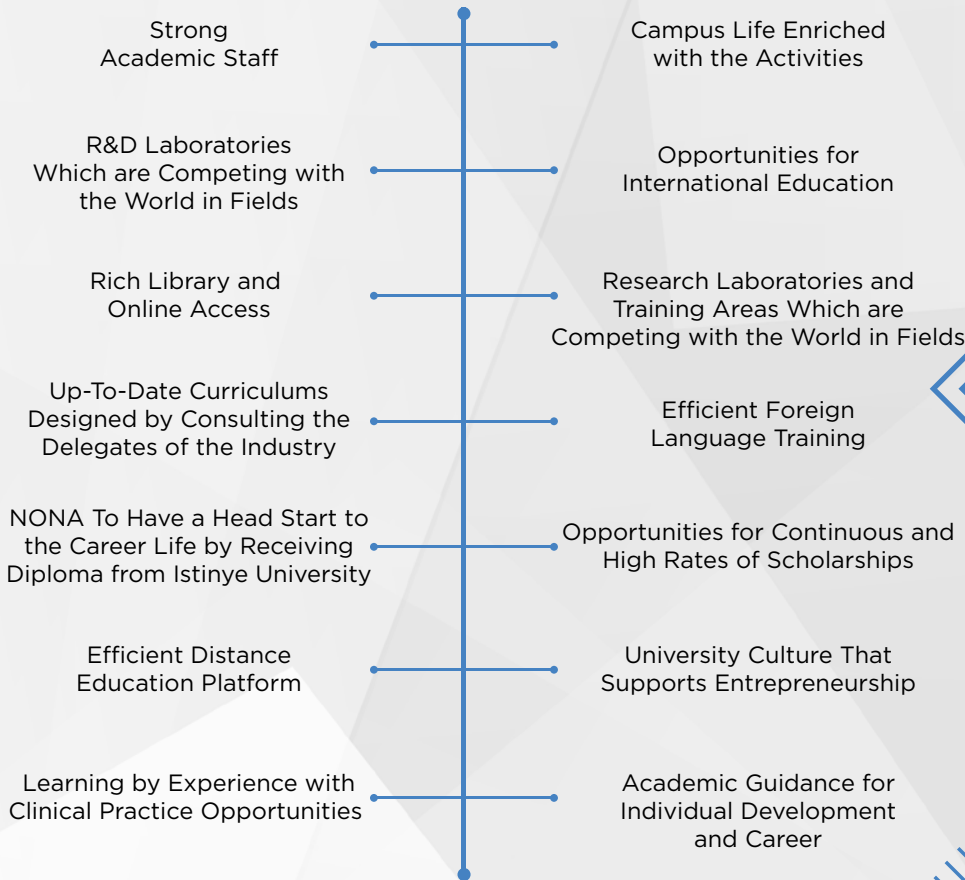 Strong
Academic Staff
Campus Life Enriched
with the Activities
R&D Laboratories
Which are Competing with
the World in Fields
Opportunities for
International Education
Rich Library and
Online Access
Research Laboratories and
Training Areas Which are
Competing with the World in Fields
Up-To-Date Curriculums
Designed by Consulting the
Delegates of the Industry
Efficient Foreign
Language Training
NONA To Have a Head Start to
the Career Life by Receiving
Diploma from Istinye University
Opportunities for Continuous and
High Rates of Scholarships
Efficient Distance
Education Platform
University Culture That
Supports Entrepreneurship
Learning by Experience with
Clinical Practice Opportunities
Academic Guidance for
Individual Development
and Career